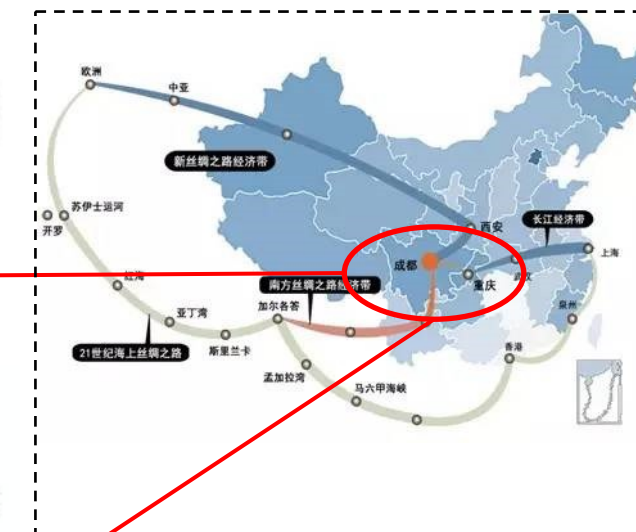 欧洲
中亚
新丝绸之路经济带
苏伊士运河
开罗
西安
长江经济带
上海
成都
重庆
武汉
红海
南方丝绸之路经济带
加尔各答
亚丁湾
泉州
21世纪海上丝绸之路
斯里兰卡
香港
孟加拉湾
马六甲海峡